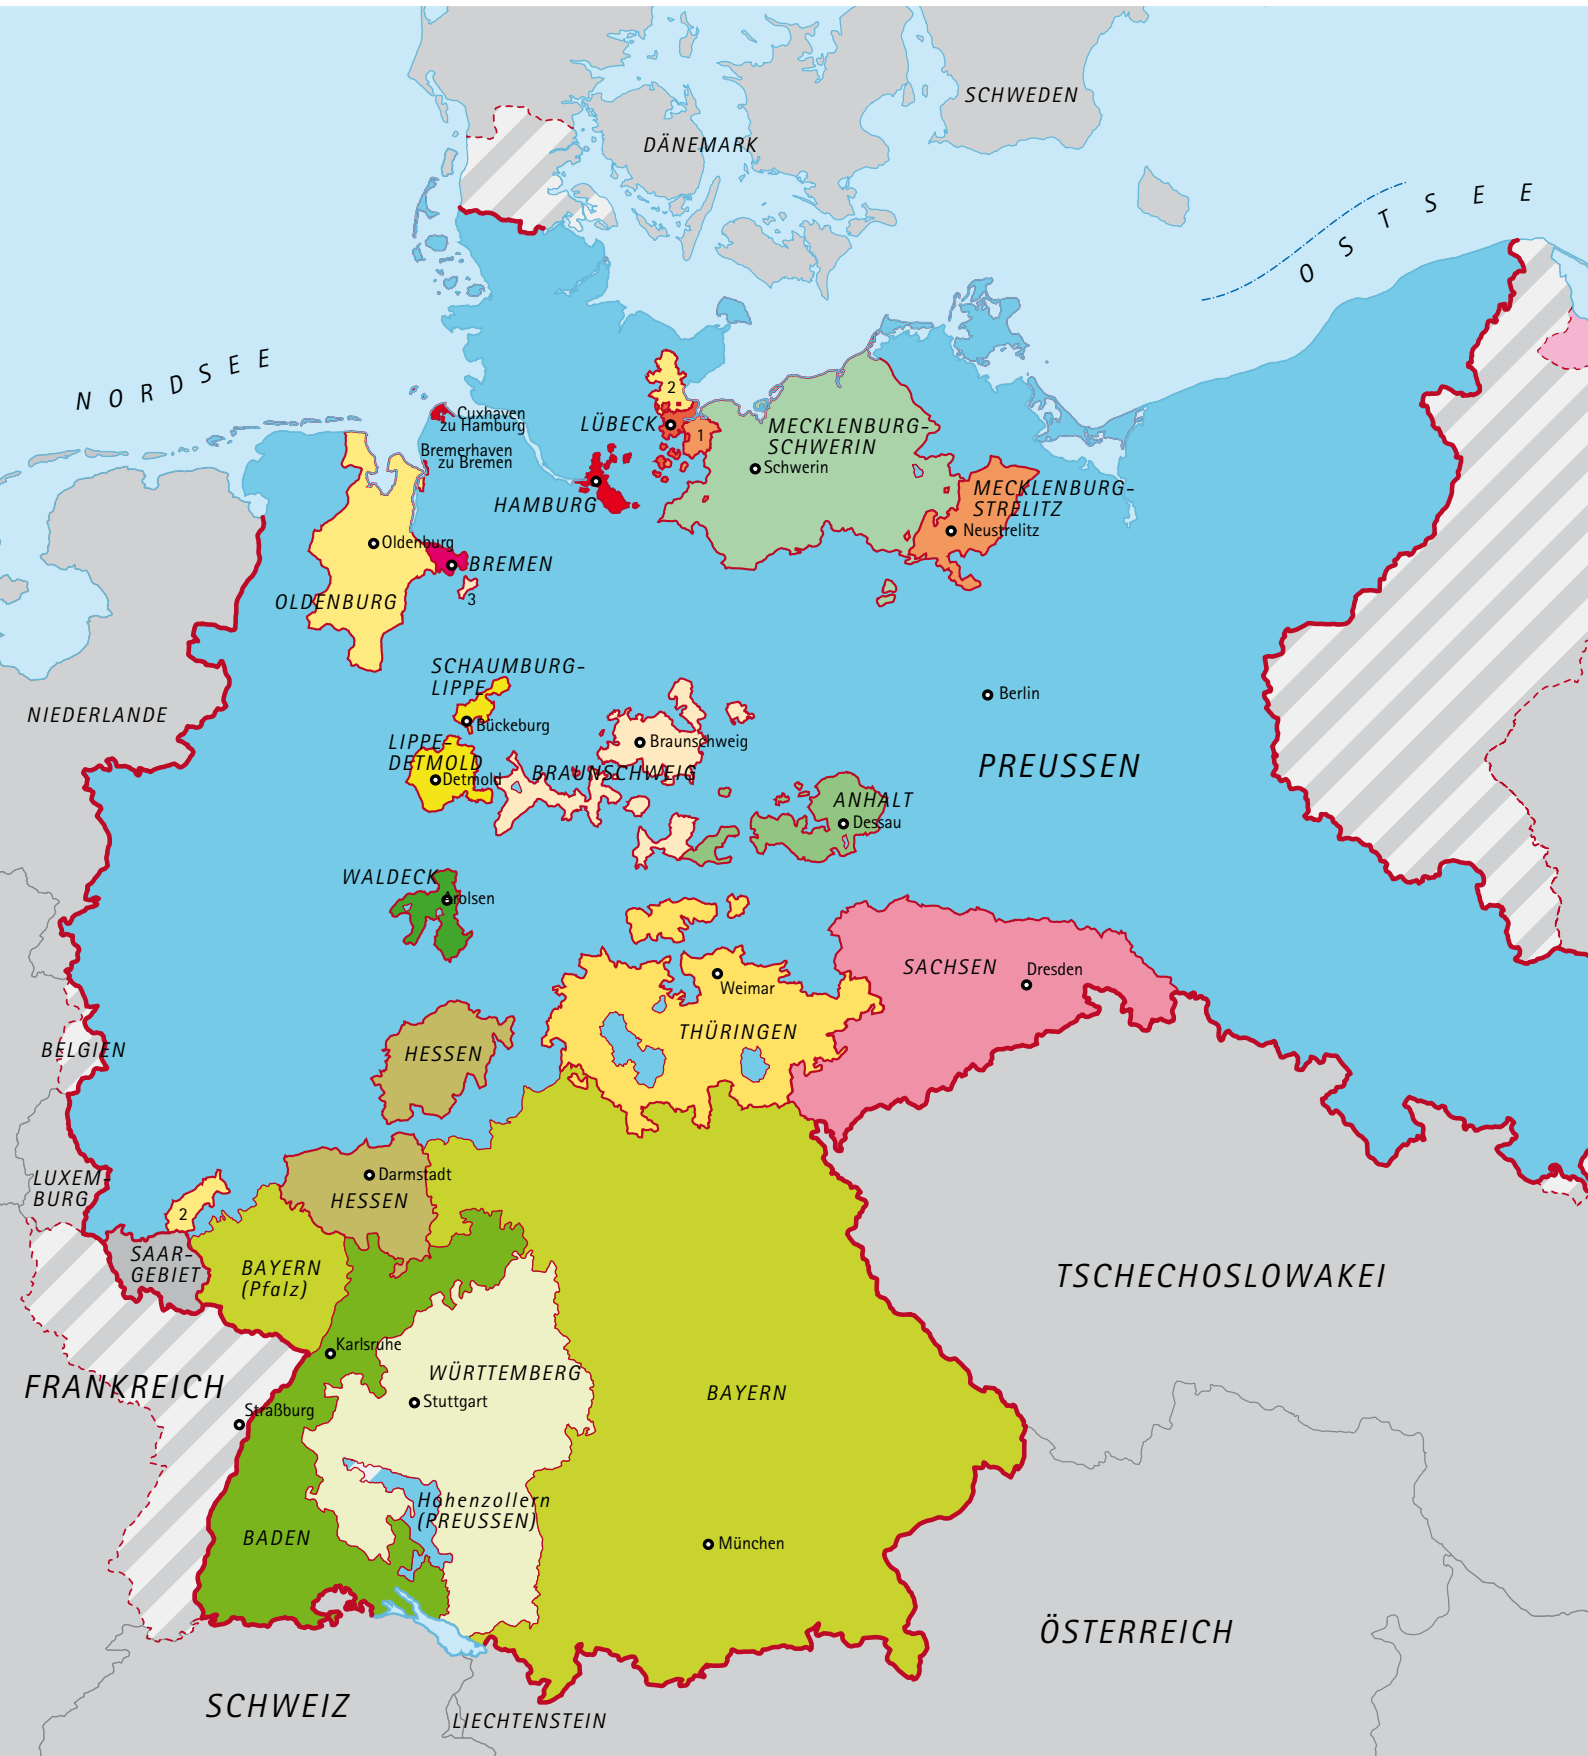 SCHWEDEN
DÄNEMARK
OSTSEE
NORDSEE
2
Cuxhaven
zu Hamburg
LÜBECK
1
MECKLENBURG-
SCHWERIN
Schwerin
Bremerhaven
zu Bremen
HAMBURG
MECKLENBURG-
STRELITZ
Neustrelitz
Oldenburg
BREMEN
3
OLDENBURG
SCHAUMBURG-
LIPPE
Bückeburg
NIEDERLANDE
Berlin
LIPPE-
DETMOLD
Detmold
Braunschweig
BRAUNSCHWEIG
PREUSSEN
ANHALT
Dessau
WALDECK
Arolsen
SACHSEN
Dresden
Weimar
THÜRINGEN
BELGIEN
HESSEN
LUXEM-
BURG
Darmstadt
HESSEN
2
SAAR-
GEBIET
BAYERN
(Pfalz)
TSCHECHOSLOWAKEI
Karlsruhe
FRANKREICH
WÜRTTEMBERG
Stuttgart
BAYERN
Straßburg
Hohenzollern
(PREUSSEN)
BADEN
München
ÖSTERREICH
SCHWEIZ
LIECHTENSTEIN